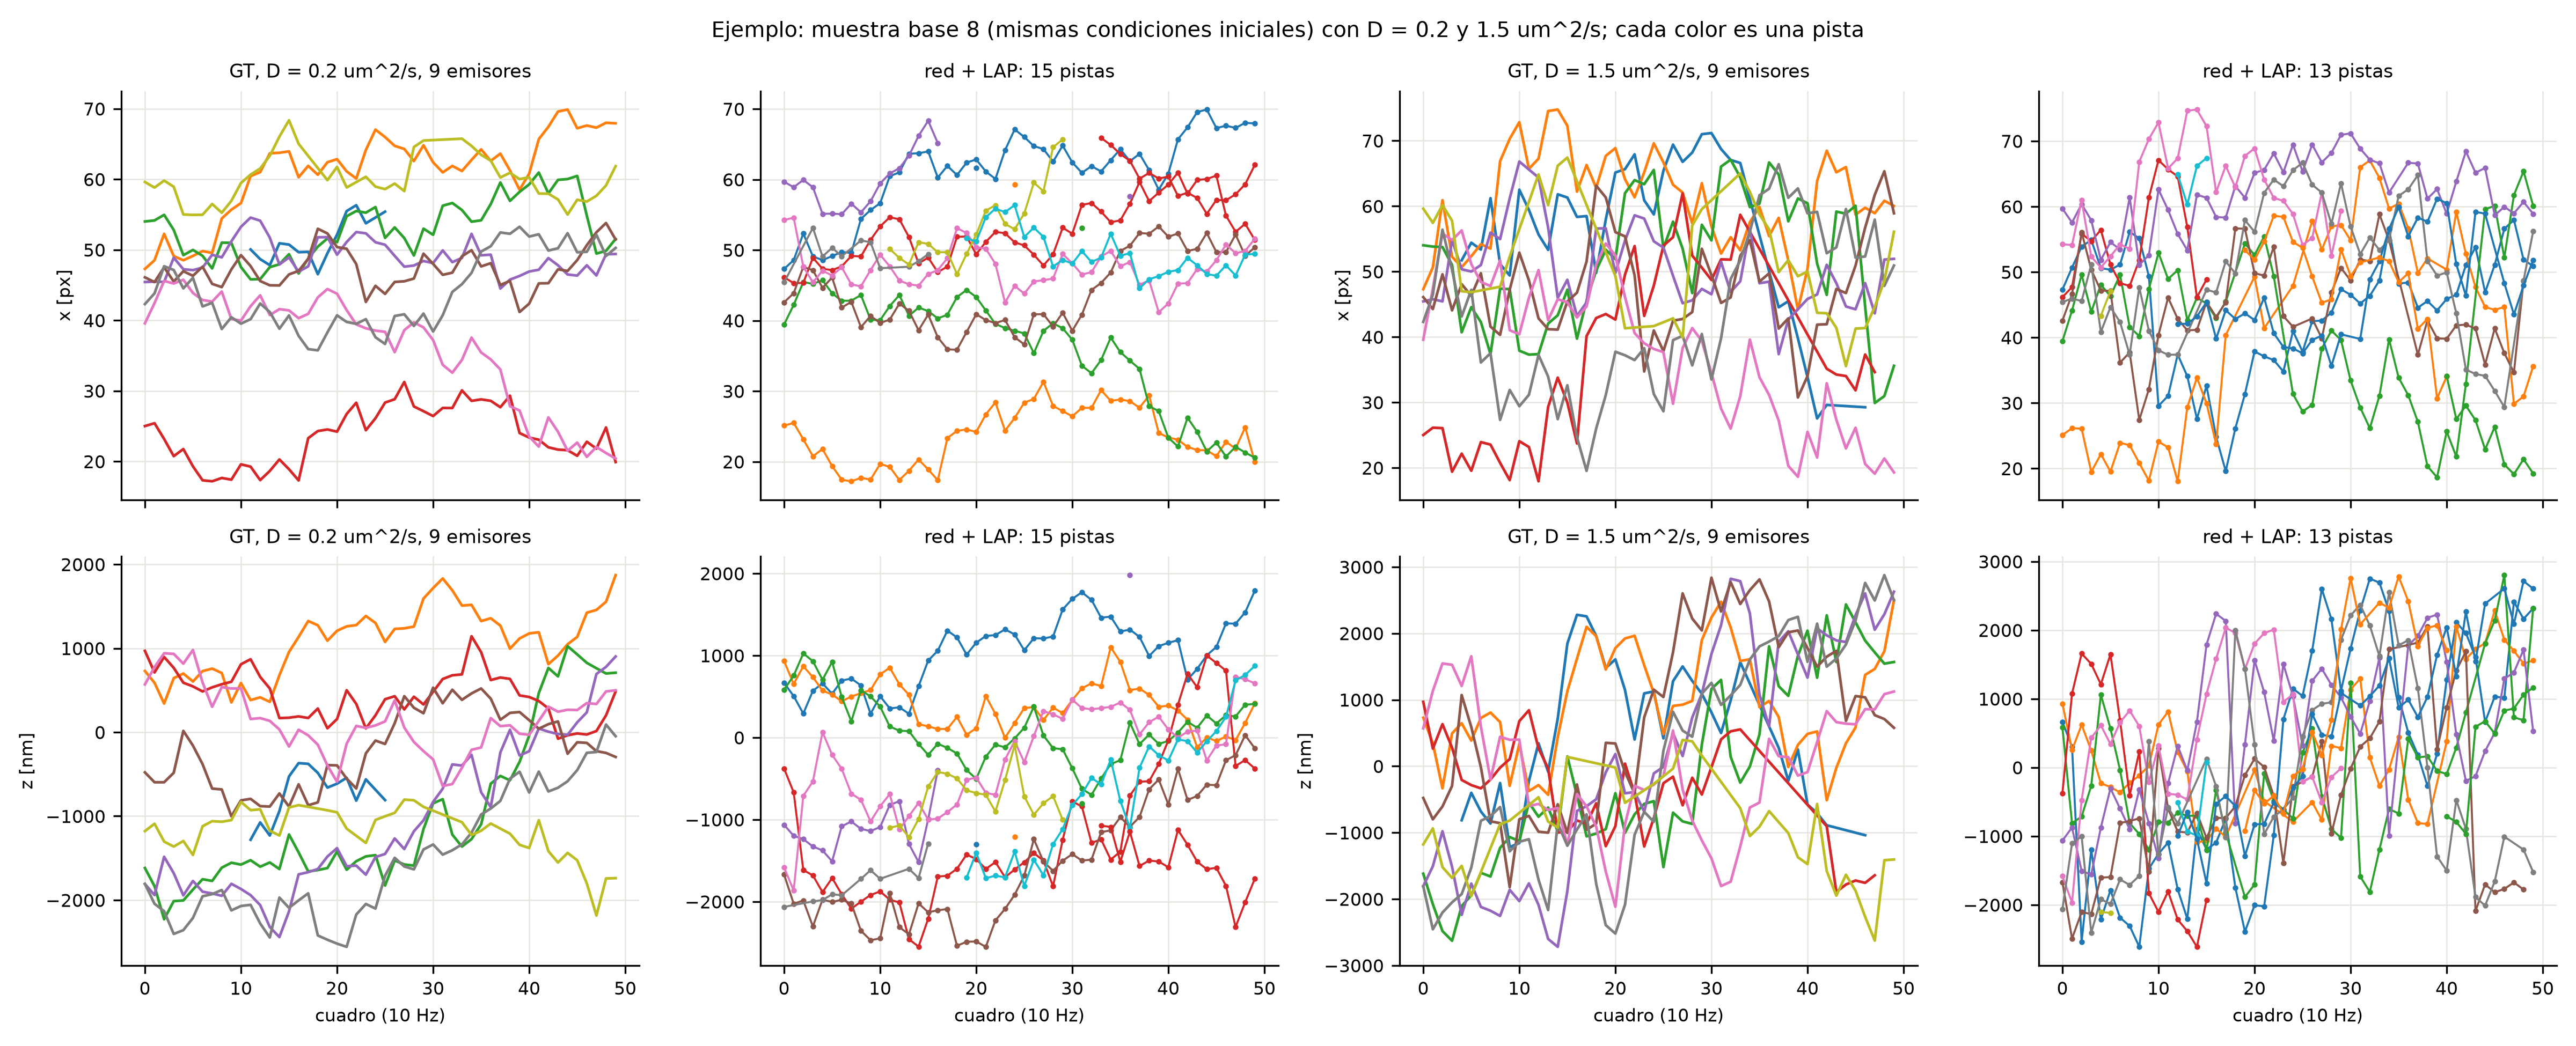 Ejemplo: muestra base 8 (mismas condiciones iniciales) con D = 0.2 y 1.5 um^2/s; cada color es una pista
GT, D = 0.2 um^2/s, 9 emisores
red + LAP: 15 pistas
GT, D = 1.5 um^2/s, 9 emisores
red + LAP: 13 pistas
x [px]
70
60
50
40
30
20
70
60
50
40
30
20
x [px]
70
60
50
40
30
20
70
60
50
40
30
20
GT, D = 0.2 um^2/s, 9 emisores
red + LAP: 15 pistas
GT, D = 1.5 um^2/s, 9 emisores
red + LAP: 13 pistas
z [nm]
2000
1000
0
−1000
−2000
2000
1000
0
−1000
−2000
z [nm]
3000
2000
1000
0
−1000
−2000
−3000
3000
2000
1000
0
−1000
−2000
0 10 20 30 40 50
0 10 20 30 40 50
0 10 20 30 40 50
0 10 20 30 40 50
cuadro (10 Hz)
cuadro (10 Hz)
cuadro (10 Hz)
cuadro (10 Hz)